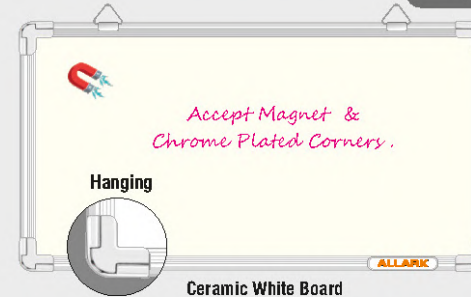 Accept Magnet &
Chrome Plated Corners .
Hanging
ALLARK
Ceramic White Board